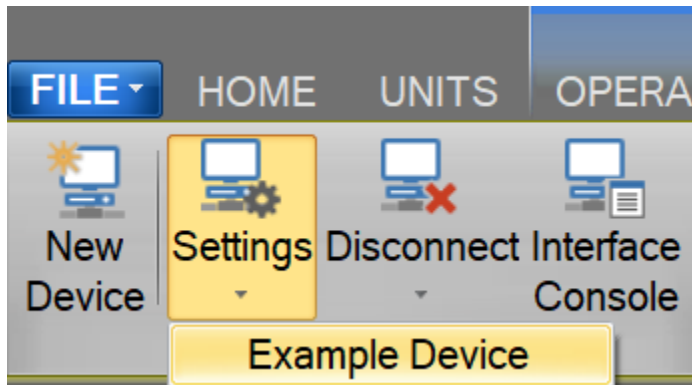 FILE HOME UNITS OPERA
New Settings Disconnect Interface
Device Console
Example Device